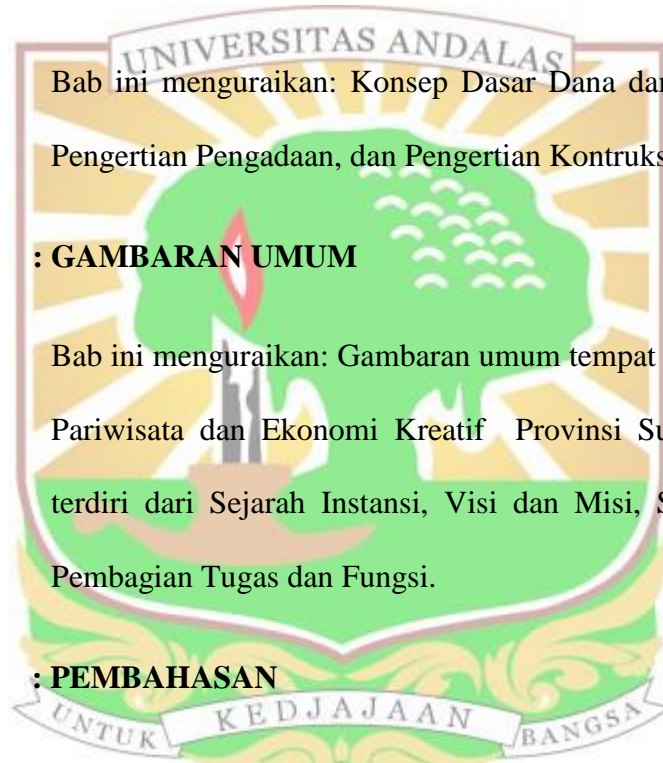 UNIVERSITAS ANDALAS
Bab ini menguraikan: Konsep Dasar Dana dan
Pengertian Pengadaan, dan Pengertian Kontruks
: GAMBARAN UMUM
Bab ini menguraikan: Gambaran umum tempat
Pariwisata dan Ekonomi Kreatif Provinsi Su
terdiri dari Sejarah Instansi, Visi dan Misi, S
Pembagian Tugas dan Fungsi.
: PEMBAHASAN
UNTUK KEDJAJAAN BANGSA